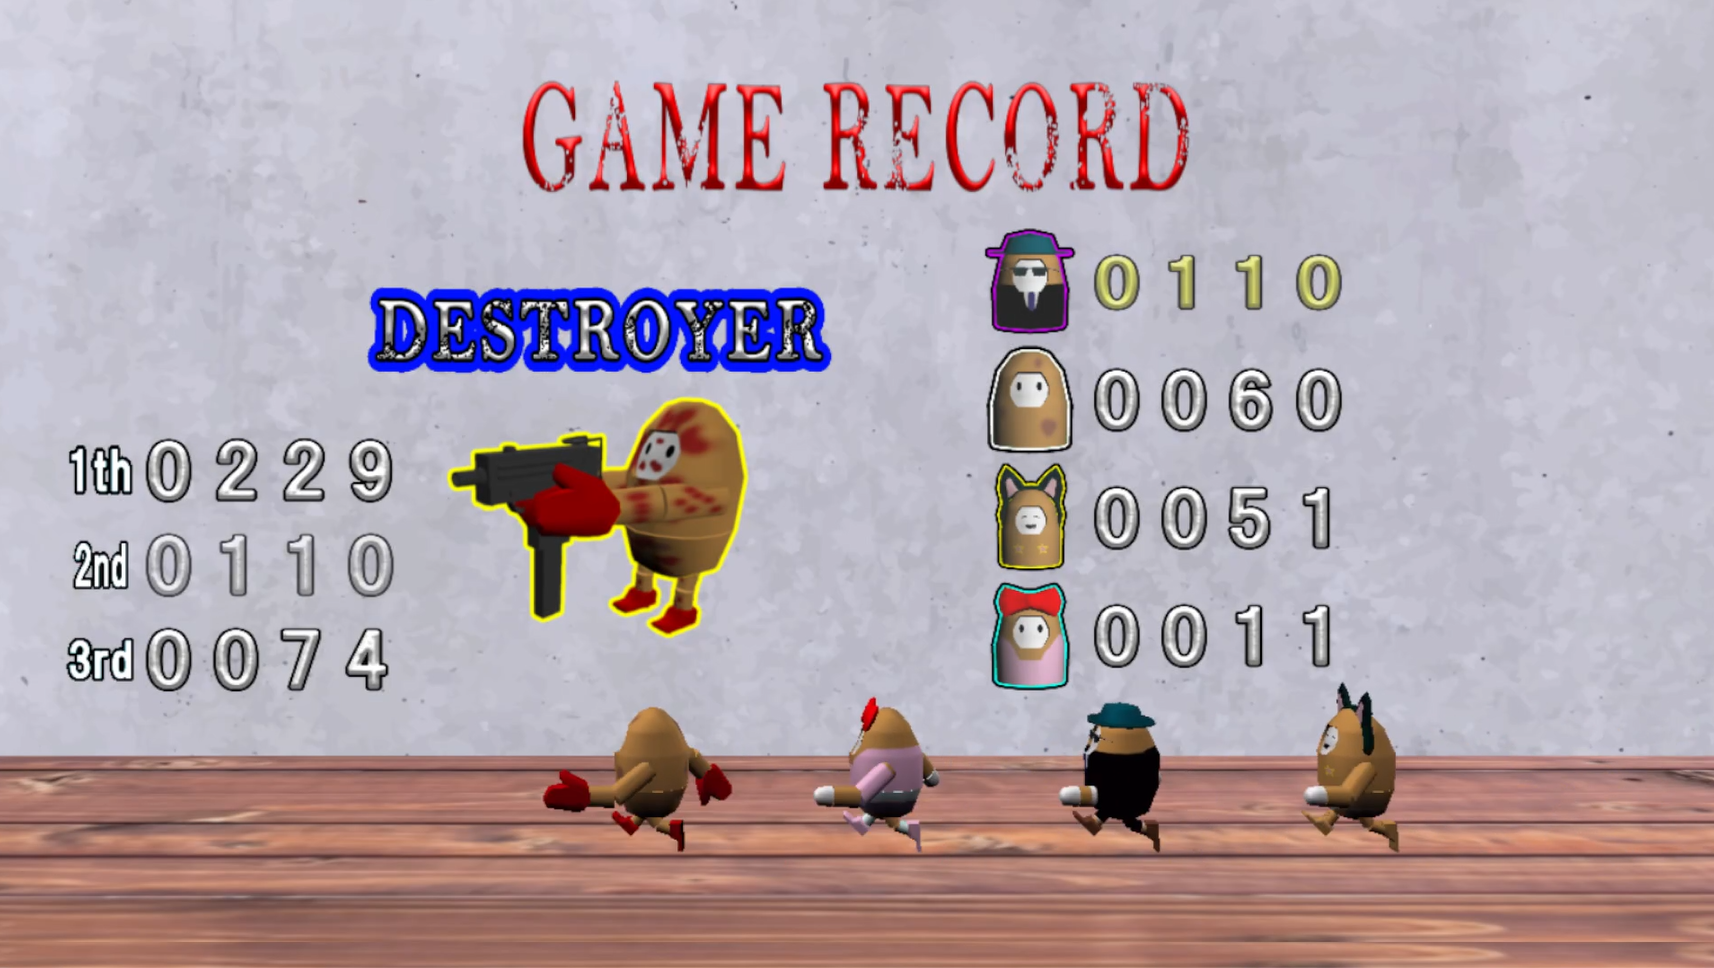 GAME RECORD
DESTROYER
1th 0229
2nd 0110
3rd 0074
0110
0060
0051
0011